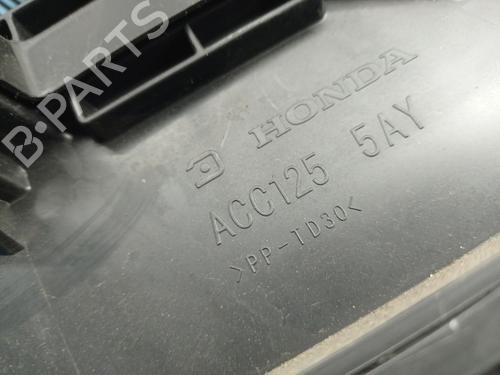 HONDA
ACC125 5AY
>PP-TD30<
B-PARTS